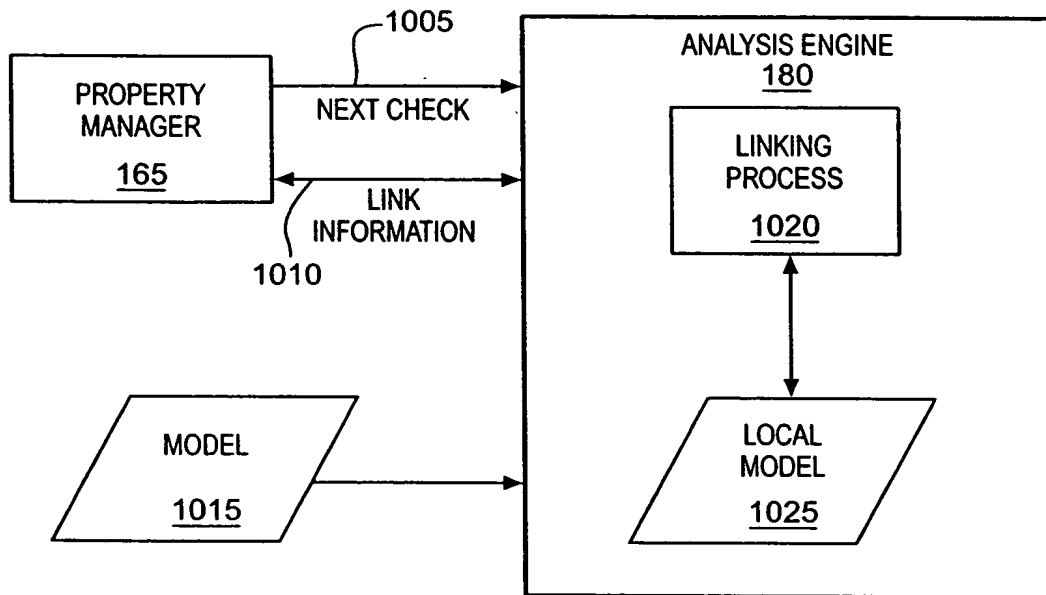 1005
PROPERTY
MANAGER
165
NEXT CHECK
LINK
INFORMATION
1010
MODEL
1015
ANALYSIS ENGINE
180
LINKING
PROCESS
1020
LOCAL
MODEL
1025